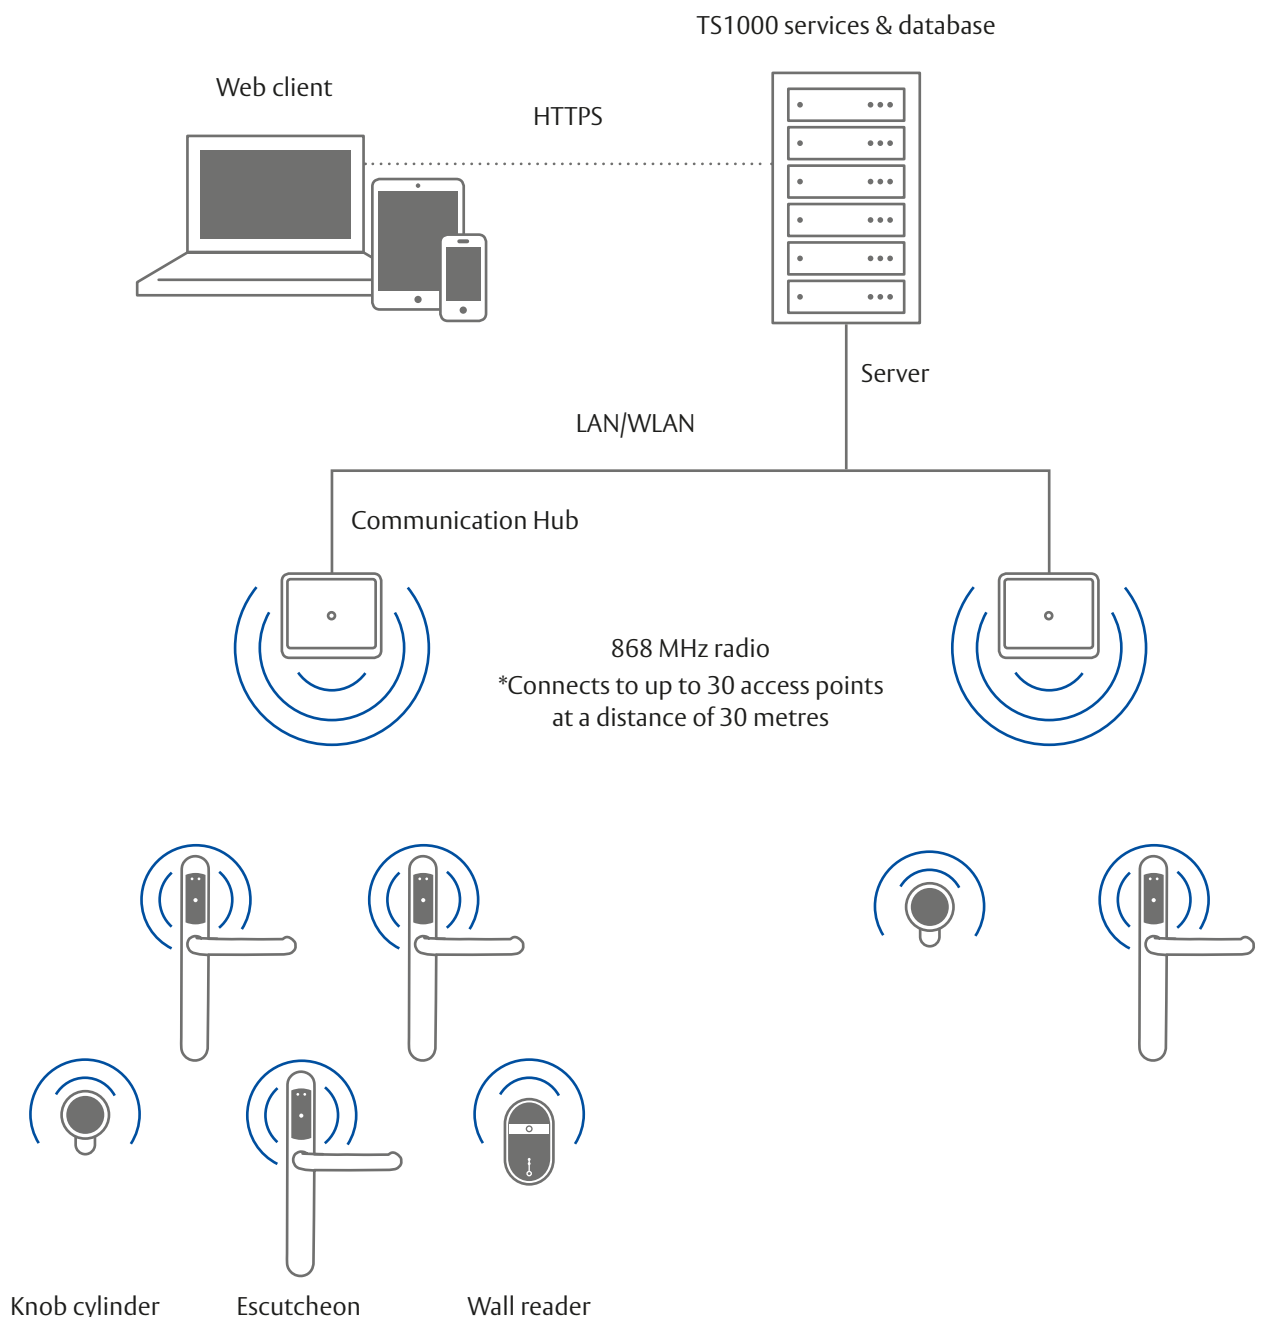 TS1000 services & database
Web client
HTTPS
Server
LAN/WLAN
Communication Hub
868 MHz radio
*Connects to up to 30 access points
at a distance of 30 metres
Knob cylinder
Escutcheon
Wall reader